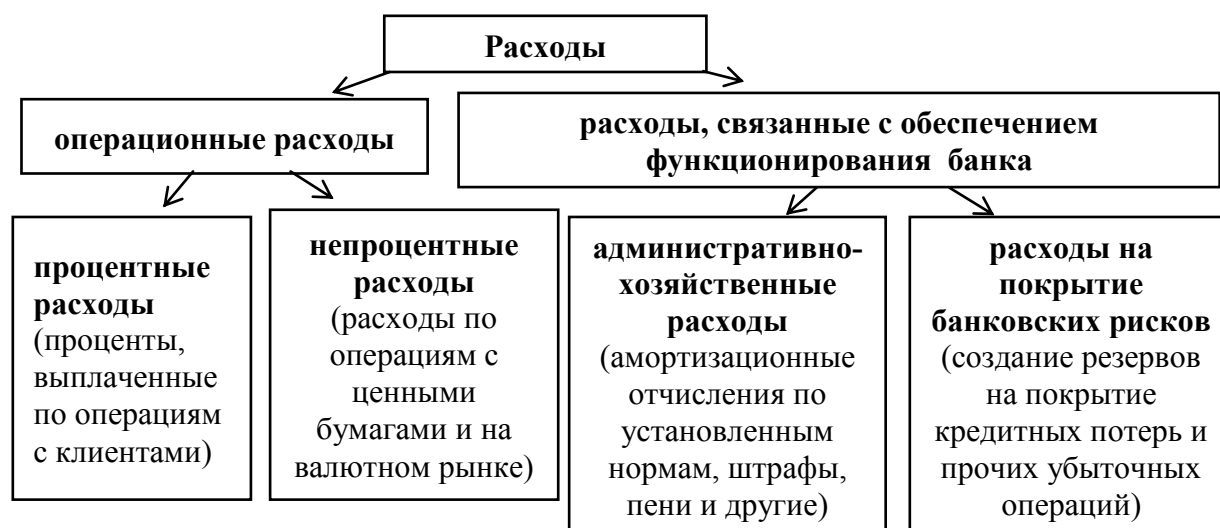 Расходы
операционные расходы
расходы, связанные с обеспечением
функционирования банка
процентные
расходы
(проценты,
выплаченные
по операциям
с клиентами)
непроцентные
расходы
(расходы по
операциям с
ценными
бумагами и на
валютном рынке)
административно-
хозяйственные
расходы
(амортизационные
отчисления по
установленным
нормам, штрафы,
пени и другие)
расходы на
покрытие
банковских рисков
(создание резервов
на покрытие
кредитных потерь и
прочих убыточных
операций)